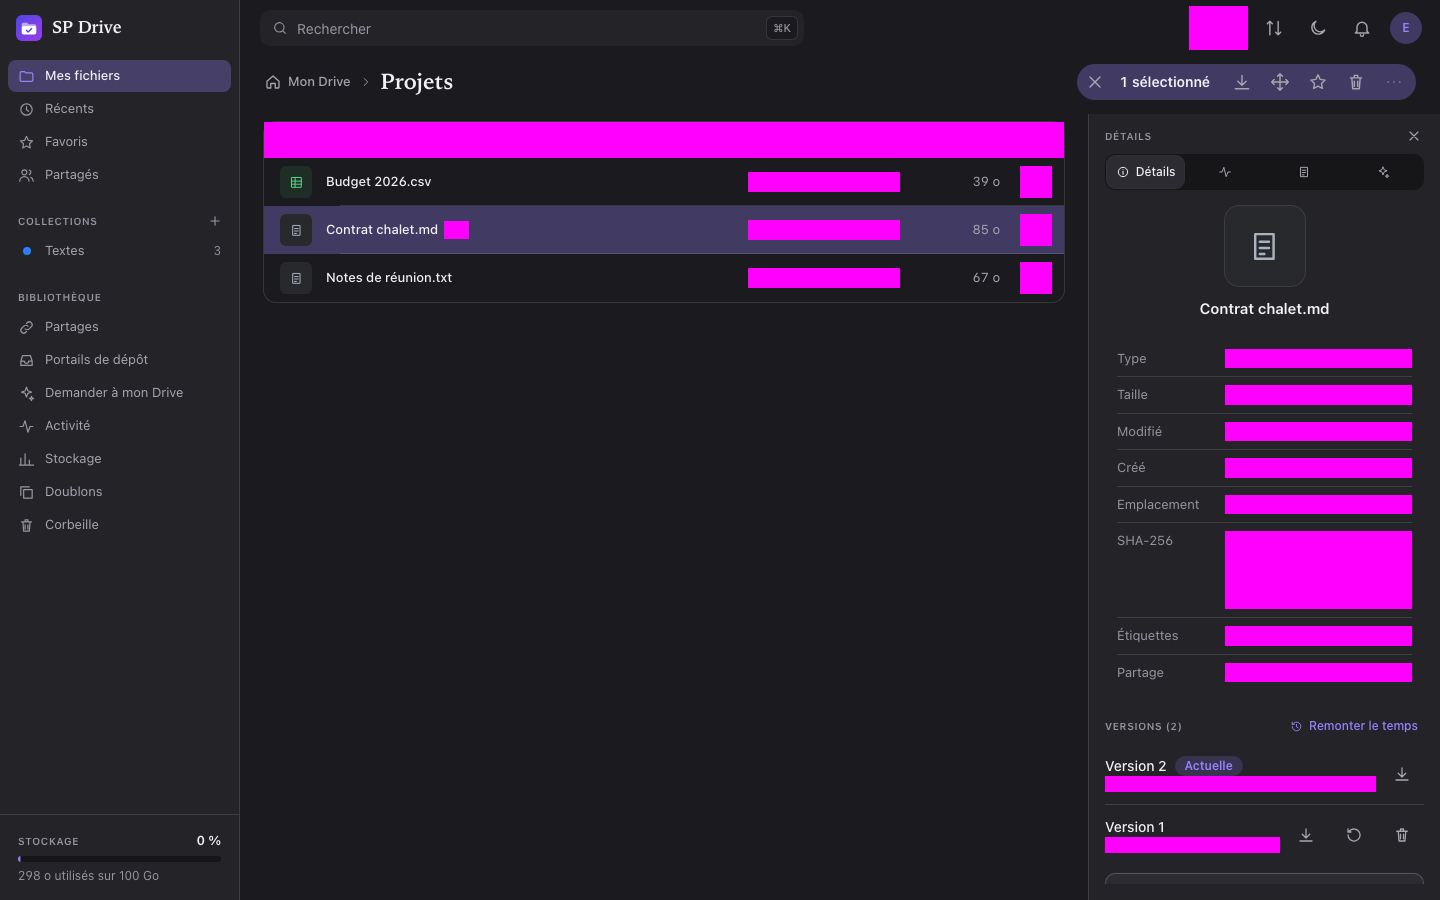 SP Drive
Rechercher
⌘K
E
Mes fichiers
Récents
Favoris
Partagés
COLLECTIONS
Textes 3
BIBLIOTHÈQUE
Partages
Portails de dépôt
Demander à mon Drive
Activité
Stockage
Doublons
Corbeille
STOCKAGE 0 %
298 o utilisés sur 100 Go
Mon Drive
Projets
1 sélectionné
Budget 2026.csv 39 o
Contrat chalet.md 85 o
Notes de réunion.txt 67 o
DÉTAILS
Détails
Contrat chalet.md
Type
Taille
Modifié
Créé
Emplacement
SHA-256
Étiquettes
Partage
VERSIONS (2) Remonter le temps
Version 2 Actuelle
Version 1